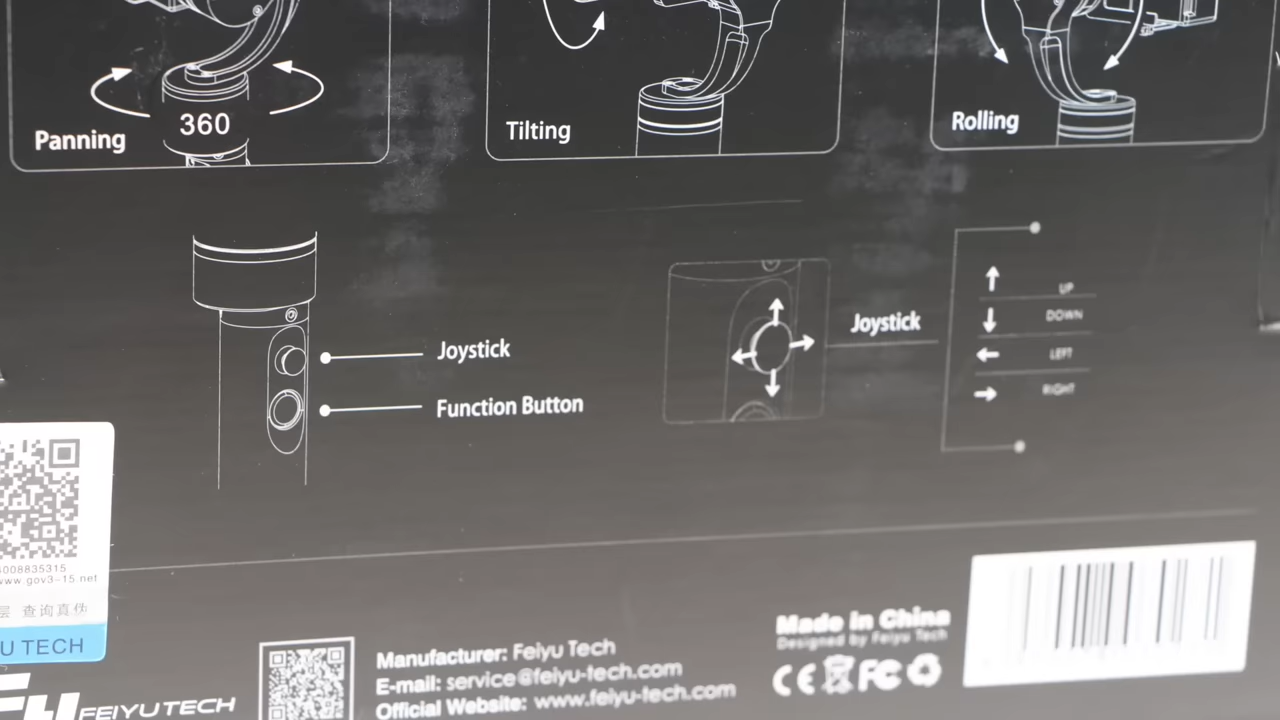 Panning
360
Tilting
Rolling
Joystick
Function Button
Joystick
UP
DOWN
LEFT
RIGHT
4008835315
www.gov3-15.net
层 查询真伪
U TECH
FY FEIYUTECH
Manufacturer: Feiyu Tech
E-mail: service@feiyu-tech.com
Official Website: www.feiyu-tech.com
Made in China
Designed by Feiyu Tech
CE FC